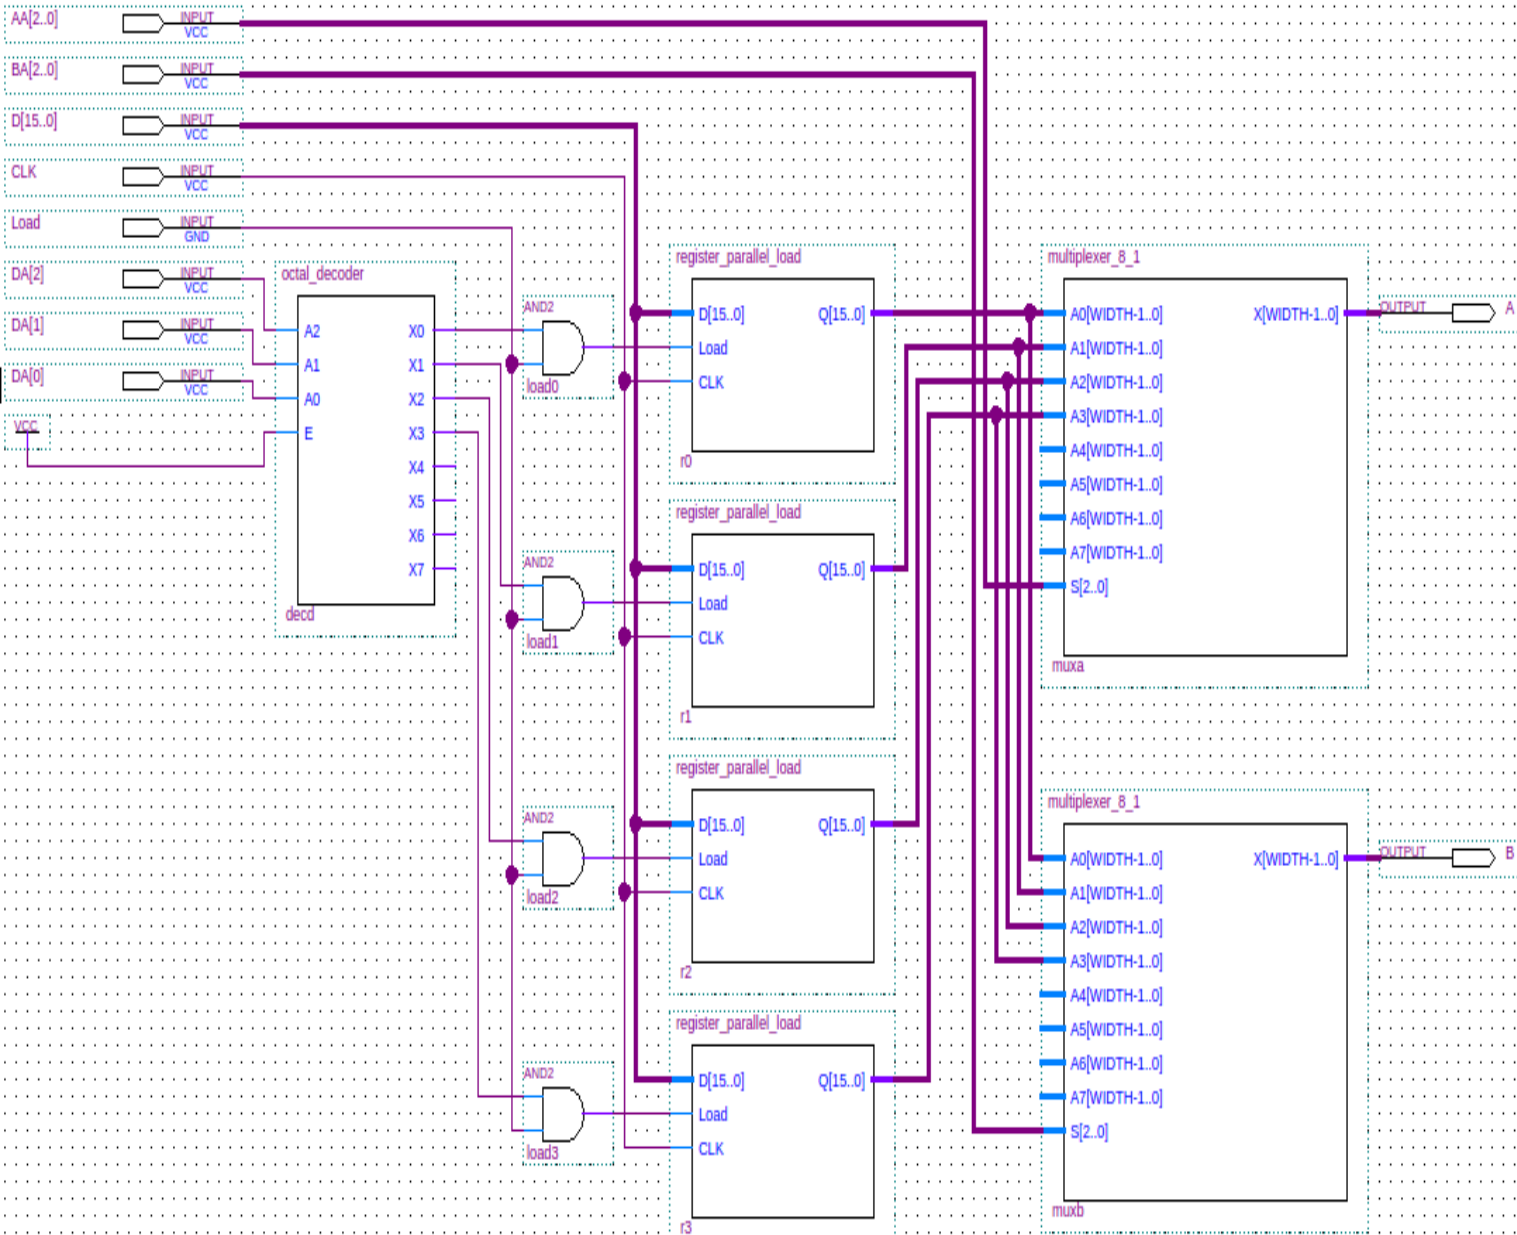 AA[2..0] INPUT VCC
BA[2..0] INPUT VCC
D[15..0] INPUT VCC
CLK INPUT VCC
Load INPUT GND
DA[2] INPUT VCC
DA[1] INPUT VCC
DA[0] INPUT VCC
VCC
octal_decoder
A2 X0
A1 X1
A0 X2
E X3
X4
X5
X6
X7
decd
AND2
load0
AND2
load1
AND2
load2
AND2
load3
register_parallel_load
D[15..0] Q[15..0]
Load
CLK
r0
register_parallel_load
D[15..0] Q[15..0]
Load
CLK
r1
register_parallel_load
D[15..0] Q[15..0]
Load
CLK
r2
register_parallel_load
D[15..0] Q[15..0]
Load
CLK
r3
multiplexer_8_1
A0[WIDTH-1..0] X[WIDTH-1..0]
A1[WIDTH-1..0]
A2[WIDTH-1..0]
A3[WIDTH-1..0]
A4[WIDTH-1..0]
A5[WIDTH-1..0]
A6[WIDTH-1..0]
A7[WIDTH-1..0]
S[2..0]
muxa
OUTPUT A
multiplexer_8_1
A0[WIDTH-1..0] X[WIDTH-1..0]
A1[WIDTH-1..0]
A2[WIDTH-1..0]
A3[WIDTH-1..0]
A4[WIDTH-1..0]
A5[WIDTH-1..0]
A6[WIDTH-1..0]
A7[WIDTH-1..0]
S[2..0]
muxb
OUTPUT B